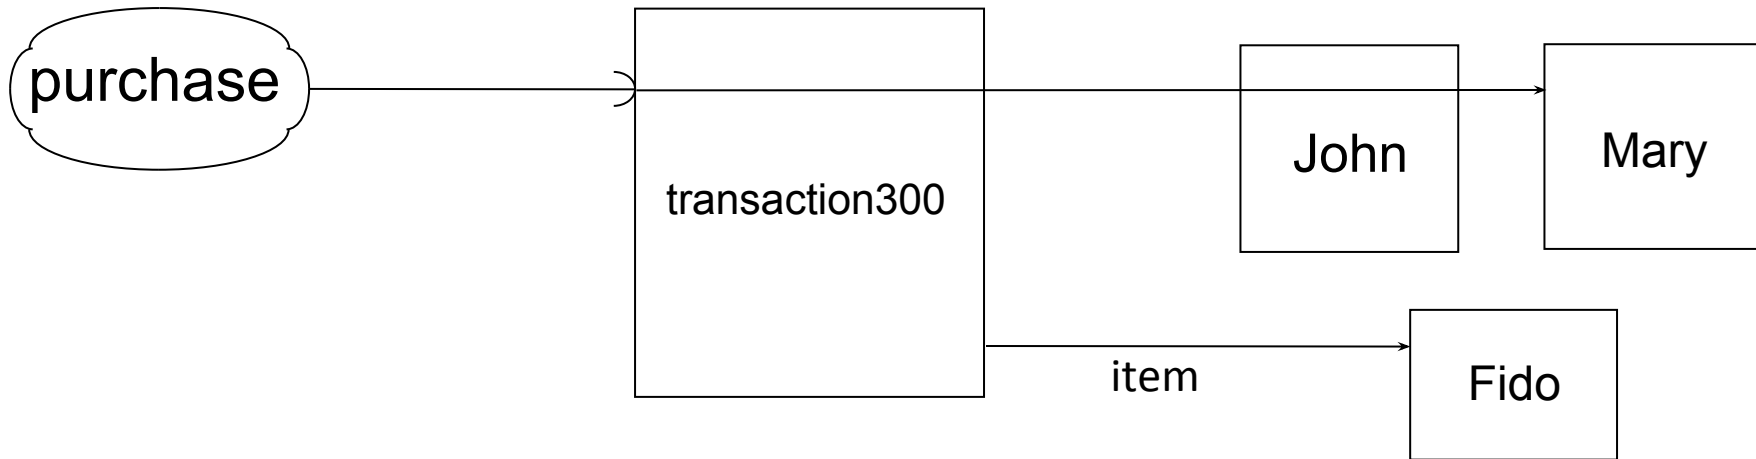 purchase
transaction300
John
Mary
item
Fido